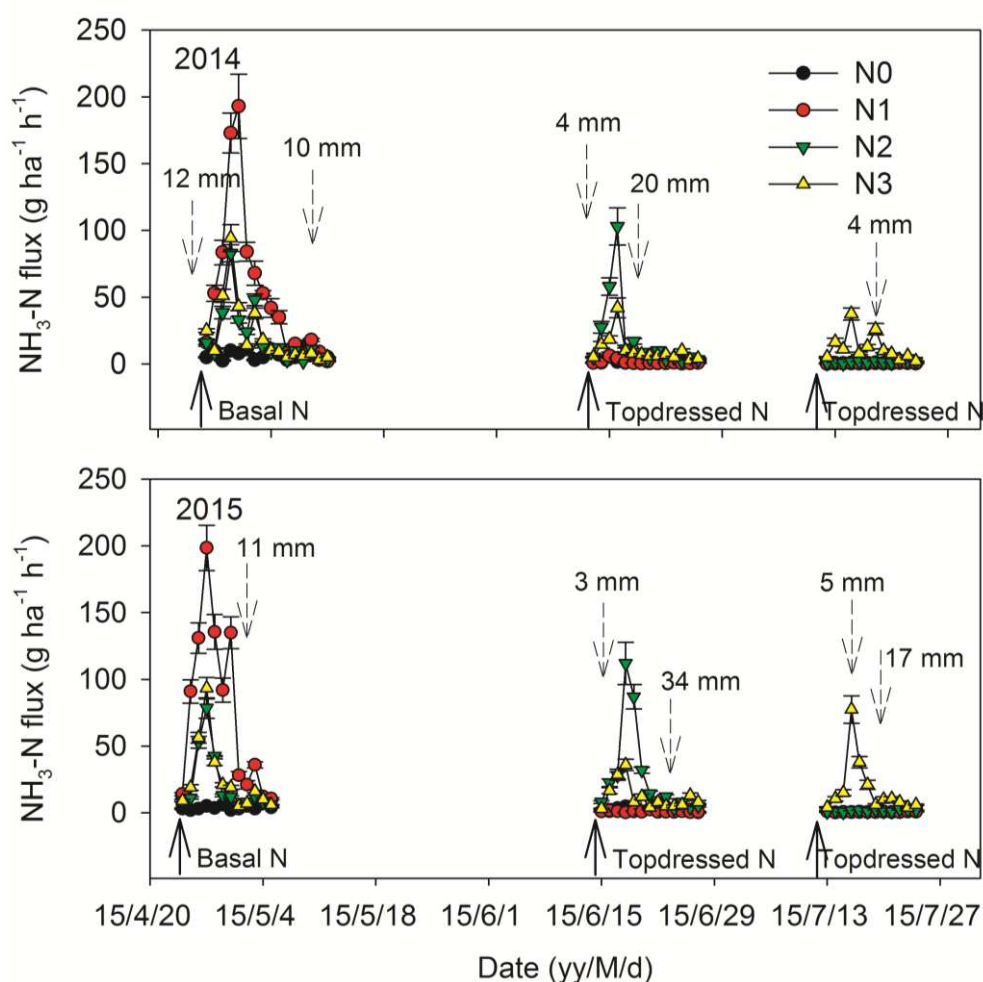 250
200
150
100
50
0
NH₃-N flux (g ha⁻¹ h⁻¹)
2014
12 mm
10 mm
4 mm
20 mm
4 mm
N0
N1
N2
N3
Basal N
Topdressed N
Topdressed N
250
200
150
100
50
0
NH₃-N flux (g ha⁻¹ h⁻¹)
2015
11 mm
3 mm
34 mm
5 mm
17 mm
Basal N
Topdressed N
Topdressed N
15/4/20 15/5/4 15/5/18 15/6/1 15/6/15 15/6/29 15/7/13 15/7/27
Date (yy/M/d)